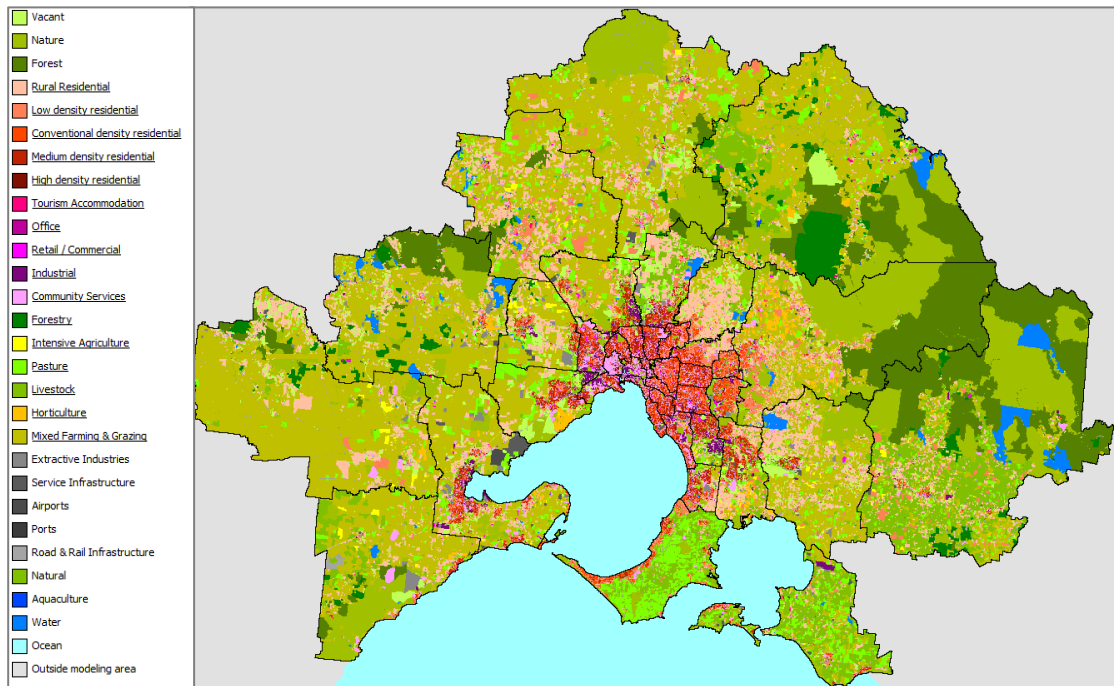 Vacant
Nature
Forest
Rural Residential
Low density residential
Conventional density residential
Medium density residential
High density residential
Tourism Accommodation
Office
Retail / Commercial
Industrial
Community Services
Forestry
Intensive Agriculture
Pasture
Livestock
Horticulture
Mixed Farming & Grazing
Extractive Industries
Service Infrastructure
Airports
Ports
Road & Rail Infrastructure
Natural
Aquaculture
Water
Ocean
Outside modeling area